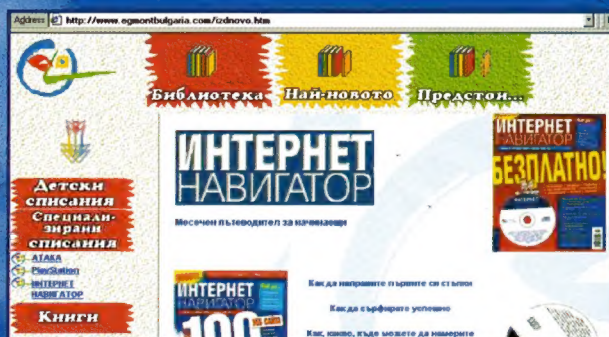 Address http://www.egmontbulgaria.com/izdnovo.htm
Библиотека
Най-новото
Предстои...
ИНТЕРНЕТ
НАВИГАТОР
Месечен пътеводител за начинаещи
ИНТЕРНЕТ
НАВИГАТОР
БЕЗПЛАТНО!
Детски
списания
Специали-
зирани
списания
АТАКА
PlayStation
ИНТЕРНЕТ
НАВИГАТОР
Книги
ИНТЕРНЕТ
НАВИГАТОР
100
Как да направите първите си стъпки
Как да сърфирате успешно
Как, какво, къде можете да намерите